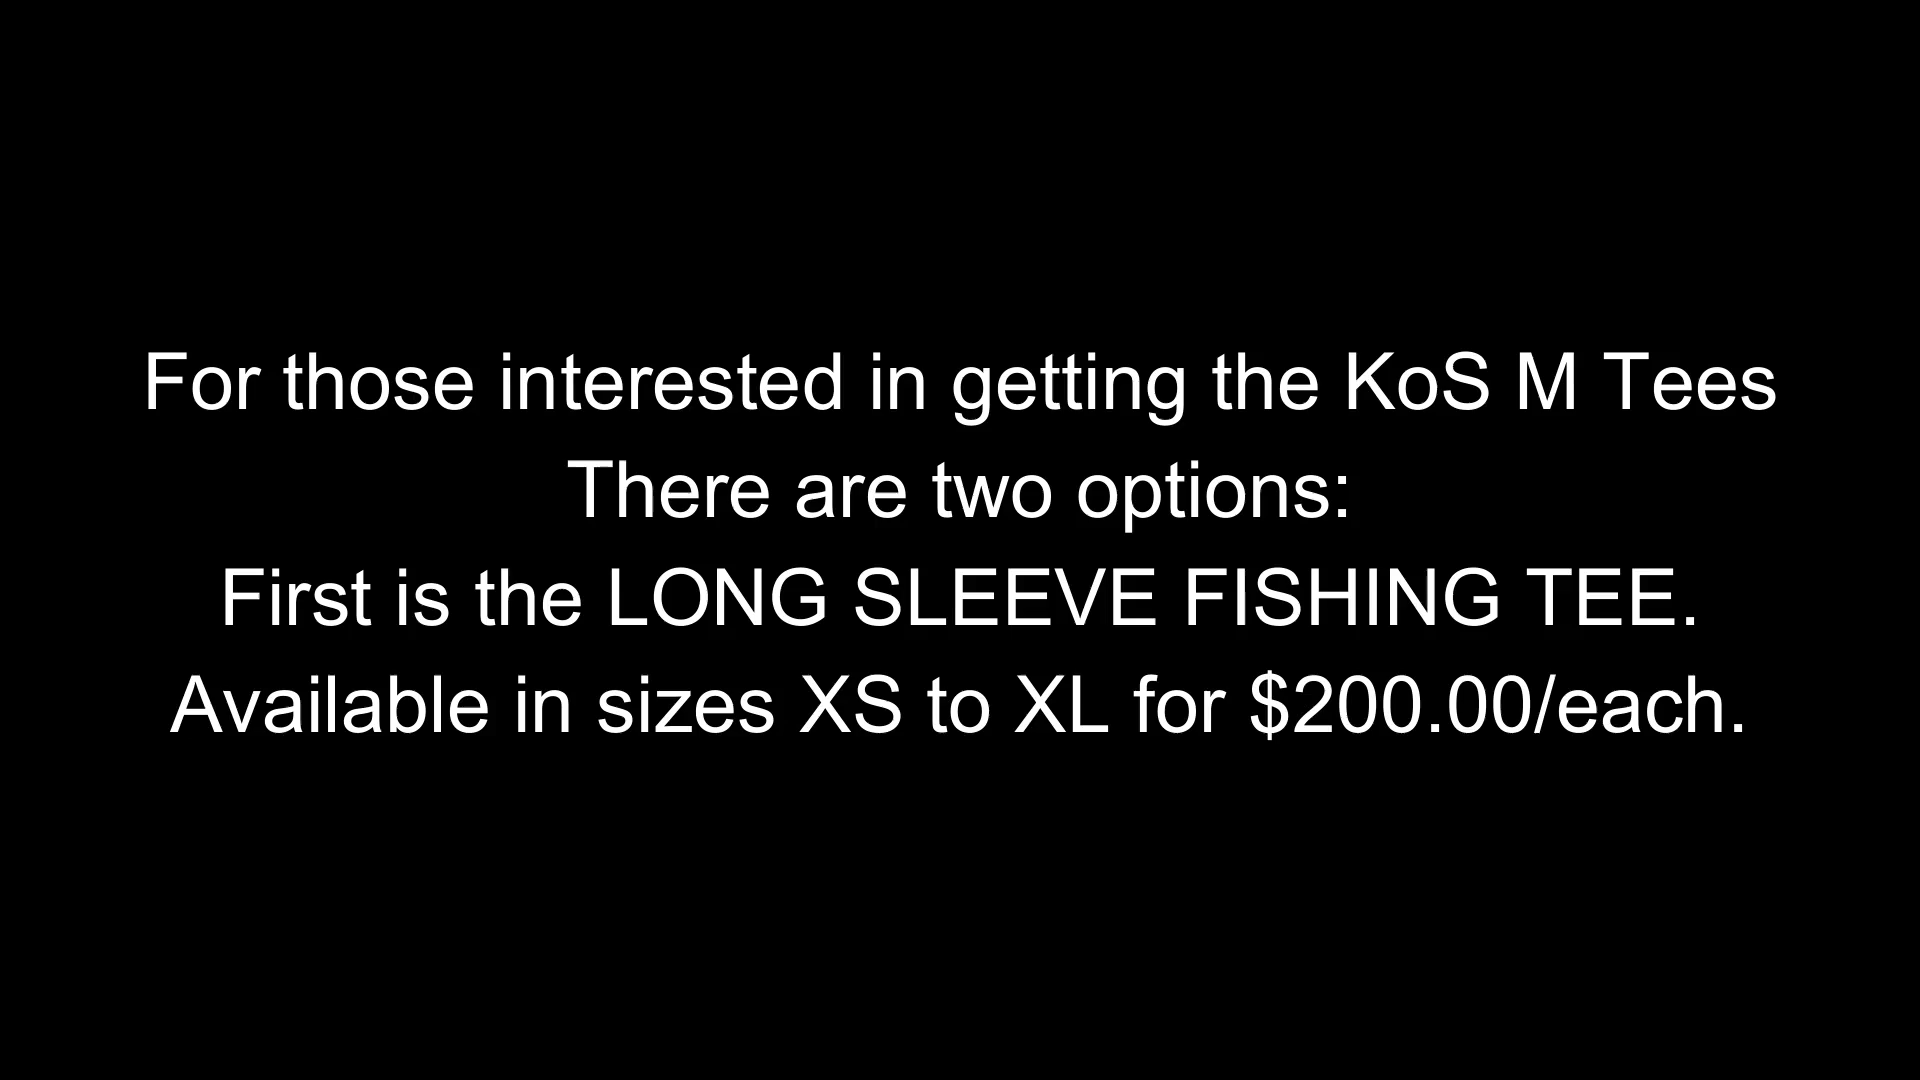 For those interested in getting the KoS M Tees
There are two options:
First is the LONG SLEEVE FISHING TEE.
Available in sizes XS to XL for $200.00/each.